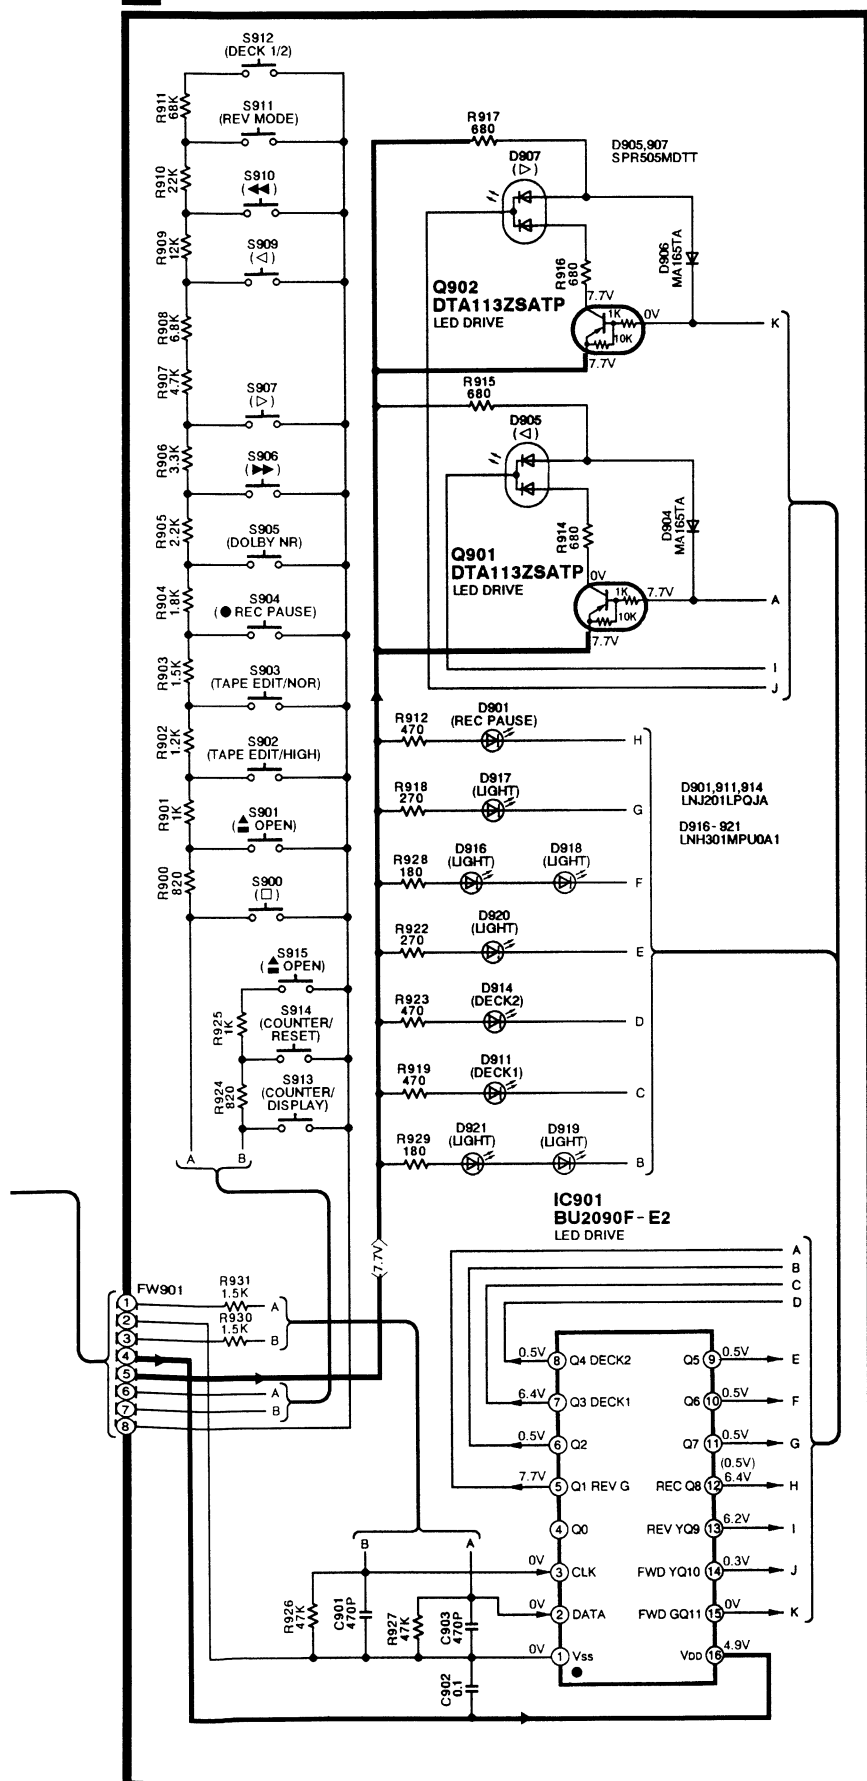 S912
(DECK 1/2)
R911
68K
S911
(REV MODE)
R910
22K
S910
(◀◀)
R909
12K
S909
(◁)
R908
6.8K
R907
4.7K
S907
(▷)
R906
3.3K
S906
(▶▶)
R905
2.2K
S905
(DOLBY NR)
R904
1.8K
S904
(● REC PAUSE)
R903
1.5K
S903
(TAPE EDIT/NOR)
R902
1.2K
S902
(TAPE EDIT/HIGH)
R901
1K
S901
(⏏ OPEN)
R900
820
S900
(□)
S915
(⏏ OPEN)
R925
1K
S914
(COUNTER/
RESET)
R924
820
S913
(COUNTER/
DISPLAY)
A B
R917
680
D907
(▷)
D905,907
SPR505MDTT
R916
680
D906
MA165TA
Q902
DTA113ZSATP
LED DRIVE
7.7V
1K
0V
10K
7.7V
K
R915
680
D905
(◁)
R914
680
D904
MA165TA
Q901
DTA113ZSATP
LED DRIVE
0V
1K
7.7V
10K
7.7V
A
I
J
R912
470
D901
(REC PAUSE)
H
R918
270
D917
(LIGHT)
G
D901,911,914
LNJ201LPQJA
D916-921
LNH301MPU0A1
R928
180
D916
(LIGHT)
D918
(LIGHT)
F
R922
270
D920
(LIGHT)
E
R923
470
D914
(DECK2)
D
R919
470
D911
(DECK1)
C
R929
180
D921
(LIGHT)
D919
(LIGHT)
B
7.7V
IC901
BU2090F-E2
LED DRIVE
A
B
C
D
FW901
1
2
3
4
5
6
7
8
R931
1.5K
A
R930
1.5K
B
A
B
0.5V 8 Q4 DECK2
6.4V 7 Q3 DECK1
0.5V 6 Q2
7.7V 5 Q1 REV G
4 Q0
0V 3 CLK
0V 2 DATA
0V 1 Vss
Q5 9 0.5V E
Q6 10 0.5V F
Q7 11 0.5V G
(0.5V)
REC Q8 12 6.4V H
REV YQ9 13 6.2V I
FWD YQ10 14 0.3V J
FWD GQ11 15 0V K
VDD 16 4.9V
B A
R926
47K
C901
470P
R927
47K
C903
470P
C902
0.1